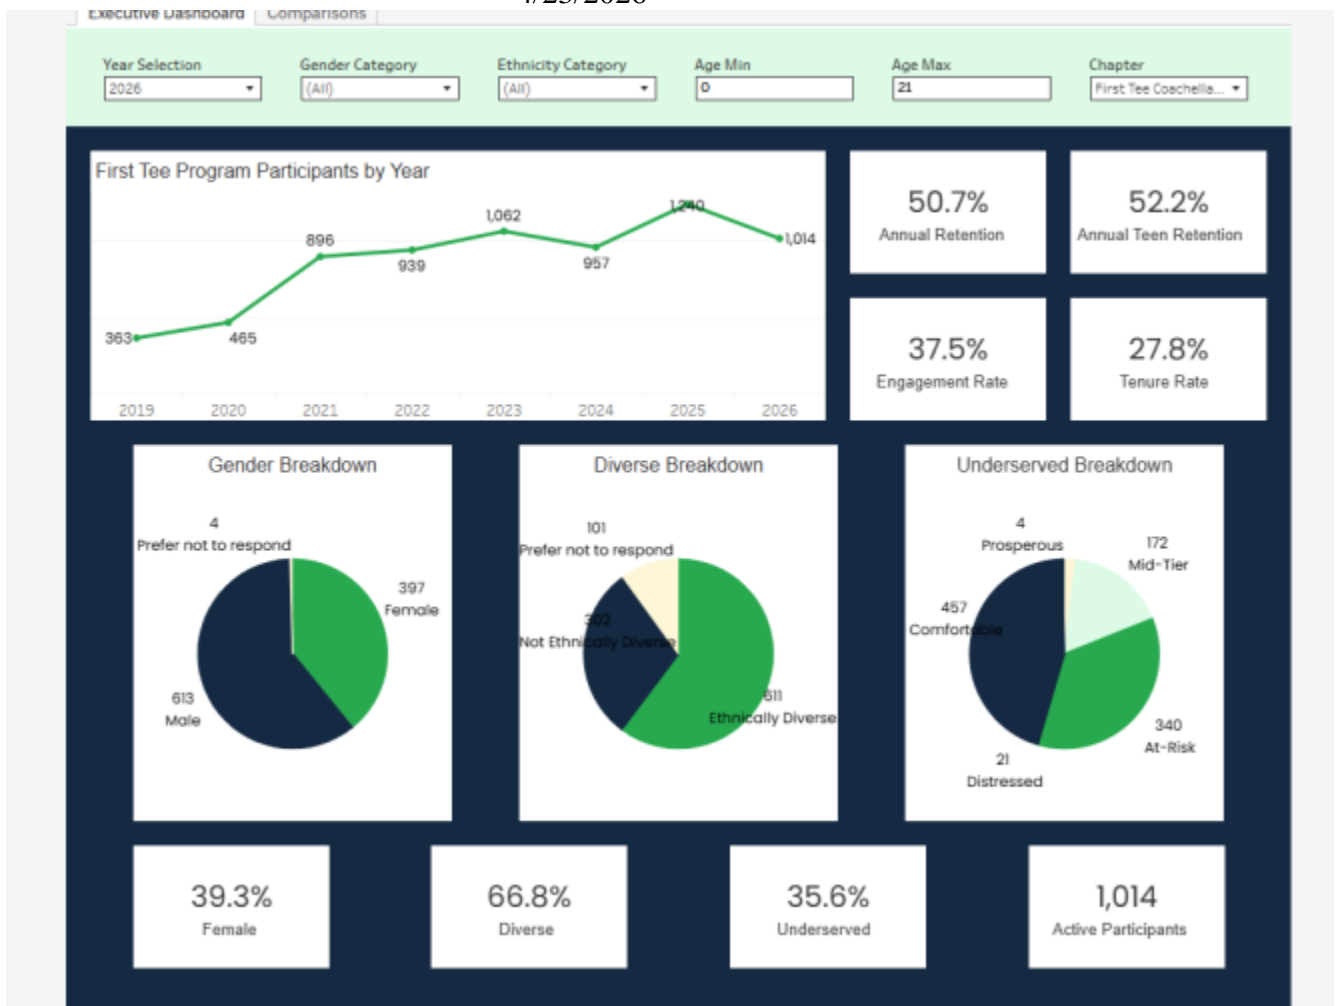 4/23/2026
Executive Dashboard Comparisons
Year Selection Gender Category Ethnicity Category Age Min Age Max Chapter
2026 (All) (All) 0 21 First Tee Coachella...
First Tee Program Participants by Year
363 465 896 939 1,062 957 1,240 1,014
2019 2020 2021 2022 2023 2024 2025 2026
50.7%
Annual Retention
52.2%
Annual Teen Retention
37.5%
Engagement Rate
27.8%
Tenure Rate
Gender Breakdown
4
Prefer not to respond
397
Female
613
Male
Diverse Breakdown
101
Prefer not to respond
302
Not Ethnically Diverse
611
Ethnically Diverse
Underserved Breakdown
4
Prosperous
172
Mid-Tier
457
Comfortable
340
At-Risk
21
Distressed
39.3%
Female
66.8%
Diverse
35.6%
Underserved
1,014
Active Participants